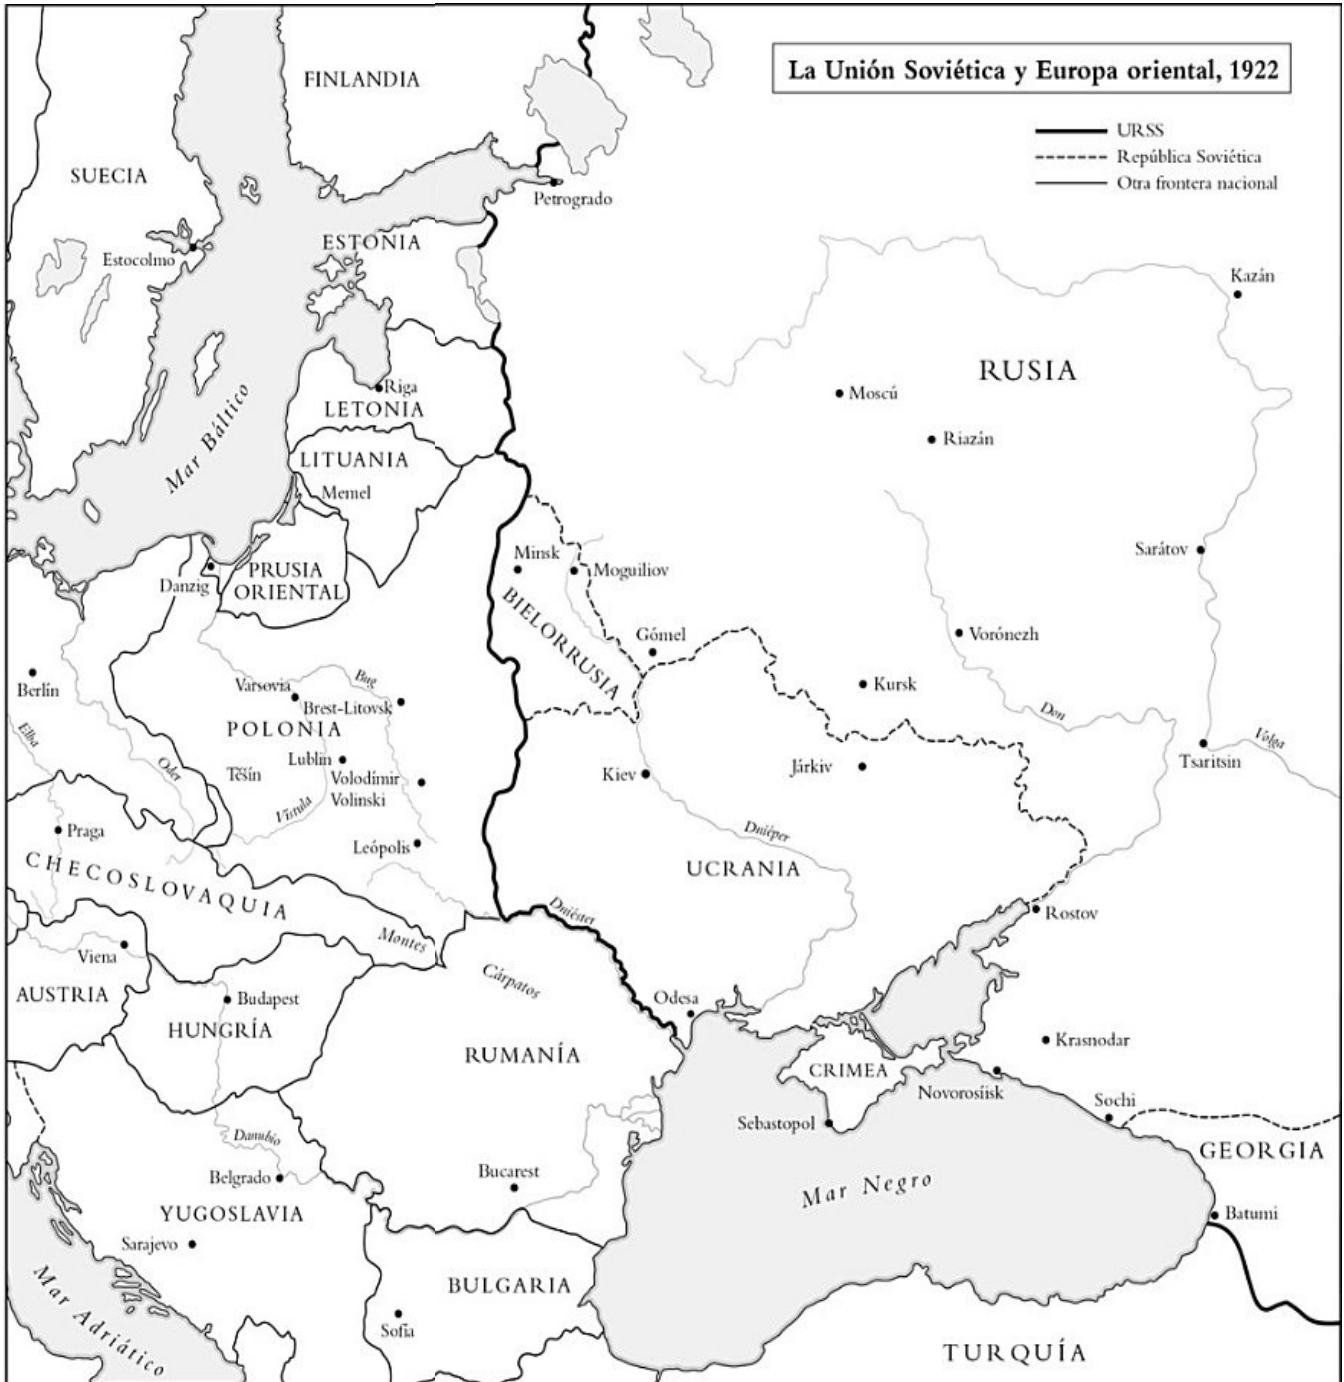 La Unión Soviética y Europa oriental, 1922
URSS
República Soviética
Otra frontera nacional
FINLANDIA
SUECIA
Petrogrado
ESTONIA
Estocolmo
Kazán
RUSIA
Riga
Moscú
LETONIA
Mar Báltico
Riazán
LITUANIA
Memel
Minsk
Moguiliov
Sarátov
PRUSIA
ORIENTAL
Danzig
BIELORRUSIA
Gómel
Vorónezh
Berlín
Varsovia
Bug
Brest-Litovsk
Kursk
Don
POLONIA
Elba
Volga
Lublin
Oder
Těšín
Volodímir
Volinski
Kiev
Járkiv
Tsaritsin
Vístula
Praga
Leópolis
Dniéper
CHECOSLOVAQUIA
UCRANIA
Dniéster
Rostov
Montes
Viena
Cárpatos
AUSTRIA
Budapest
Odesa
HUNGRÍA
RUMANÍA
Krasnodar
CRIMEA
Novorosíisk
Sochi
Sebastopol
Danubio
GEORGIA
Belgrado
Bucarest
Mar Negro
YUGOSLAVIA
Batumi
Sarajevo
Mar Adriático
BULGARIA
Sofia
TURQUÍA